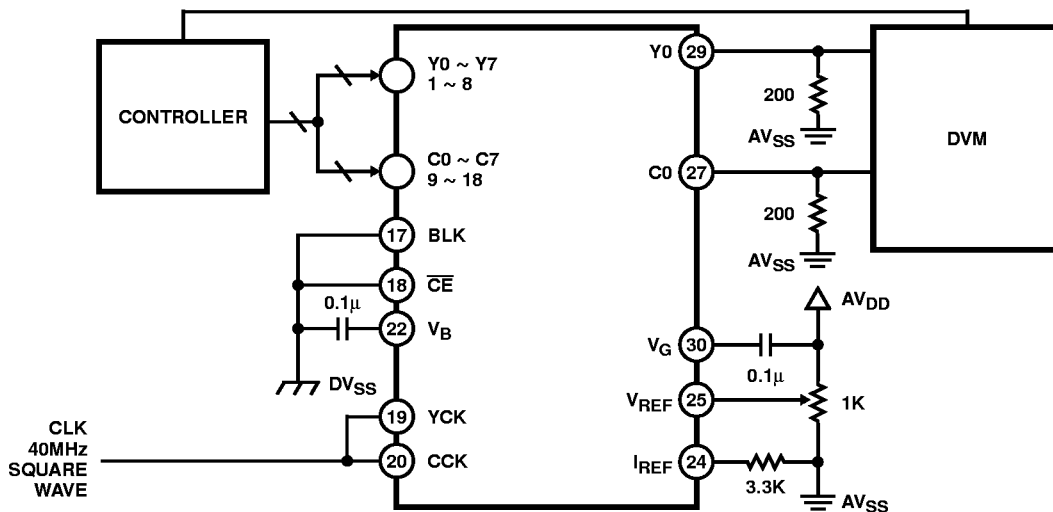 CONTROLLER
Y0 ~ Y7
1 ~ 8
C0 ~ C7
9 ~ 18
17 BLK
18 C̅E̅
0.1µ
22 VB
DVSS
19 YCK
20 CCK
CLK
40MHz
SQUARE
WAVE
Y0 29
200
AVSS
C0 27
200
AVSS
DVM
AVDD
VG 30
0.1µ
VREF 25
1K
IREF 24
3.3K
AVSS